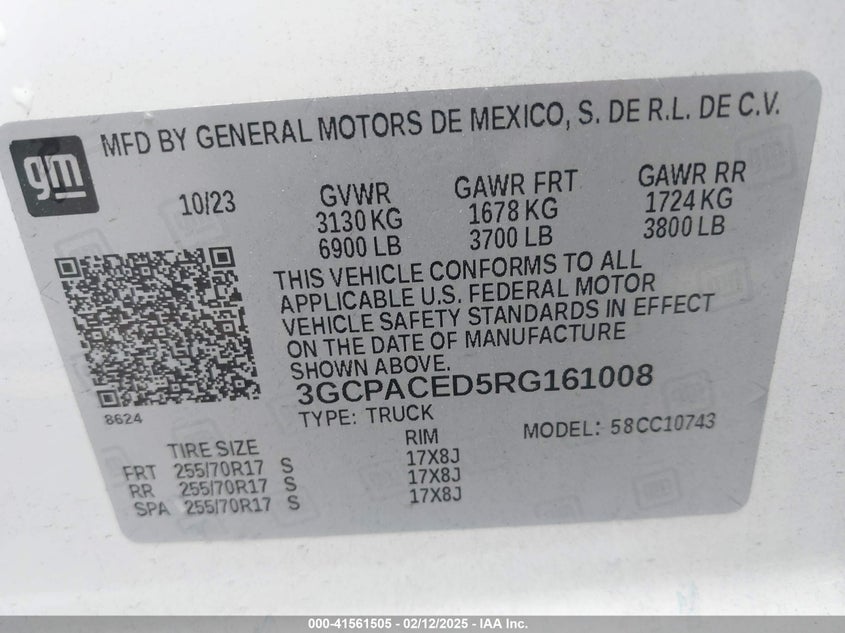 gm
MFD BY GENERAL MOTORS DE MEXICO, S. DE R.L. DE C.V.
10/23
GVWR
3130 KG
6900 LB
GAWR FRT
1678 KG
3700 LB
GAWR RR
1724 KG
3800 LB
THIS VEHICLE CONFORMS TO ALL
APPLICABLE U.S. FEDERAL MOTOR
VEHICLE SAFETY STANDARDS IN EFFECT
ON THE DATE OF MANUFACTURE
SHOWN ABOVE.
3GCPACED5RG161008
8624
TYPE: TRUCK
MODEL: 58CC10743
TIRE SIZE RIM
FRT 255/70R17 S 17X8J
RR 255/70R17 S 17X8J
SPA 255/70R17 S 17X8J
000-41561505 - 02/12/2025 - IAA Inc.